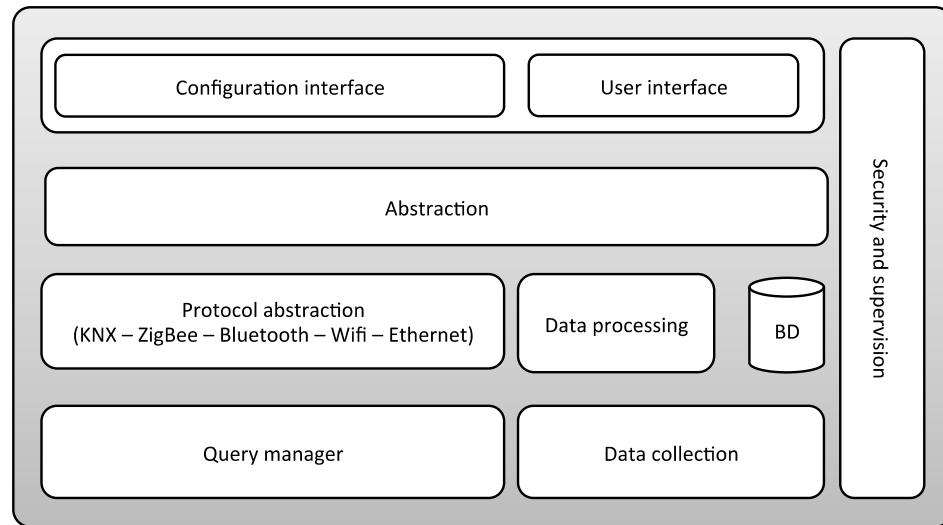 Configuration interface
User interface
Abstraction
Protocol abstraction
(KNX – ZigBee – Bluetooth – Wifi – Ethernet)
Data processing
BD
Query manager
Data collection
Security and supervision